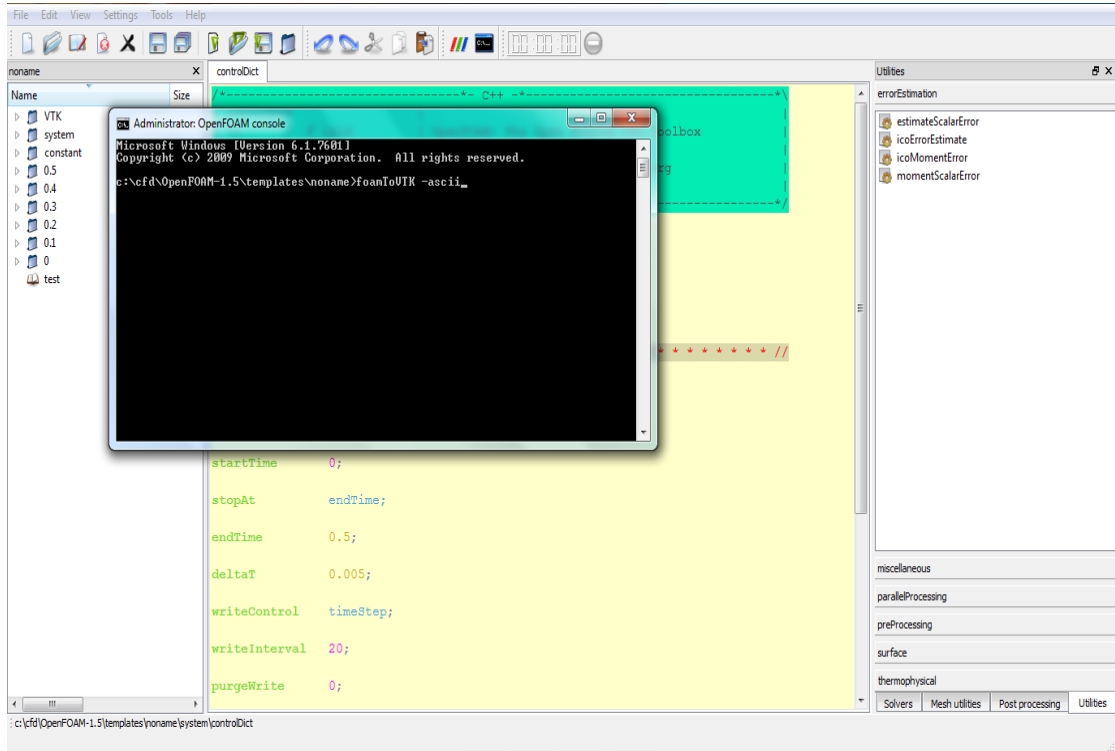 File Edit View Settings Tools Help
noname
controlDict
Utilities
Name Size
VTK
system
constant
0.5
0.4
0.3
0.2
0.1
0
test
/*--------------------------------*- C++ -*----------------------------------*\
Administrator: OpenFOAM console
Microsoft Windows [Version 6.1.7601]
Copyright (c) 2009 Microsoft Corporation. All rights reserved.
c:\cfd\OpenFOAM-1.5\templates\noname>foamToVTK -ascii_
* * * * * * * //
startTime 0;
stopAt endTime;
endTime 0.5;
deltaT 0.005;
writeControl timeStep;
writeInterval 20;
purgeWrite 0;
errorEstimation
estimateScalarError
icoErrorEstimate
icoMomentError
momentScalarError
miscellaneous
parallelProcessing
preProcessing
surface
thermophysical
Solvers Mesh utilities Post processing Utilities
c:\cfd\OpenFOAM-1.5\templates\noname\system\controlDict